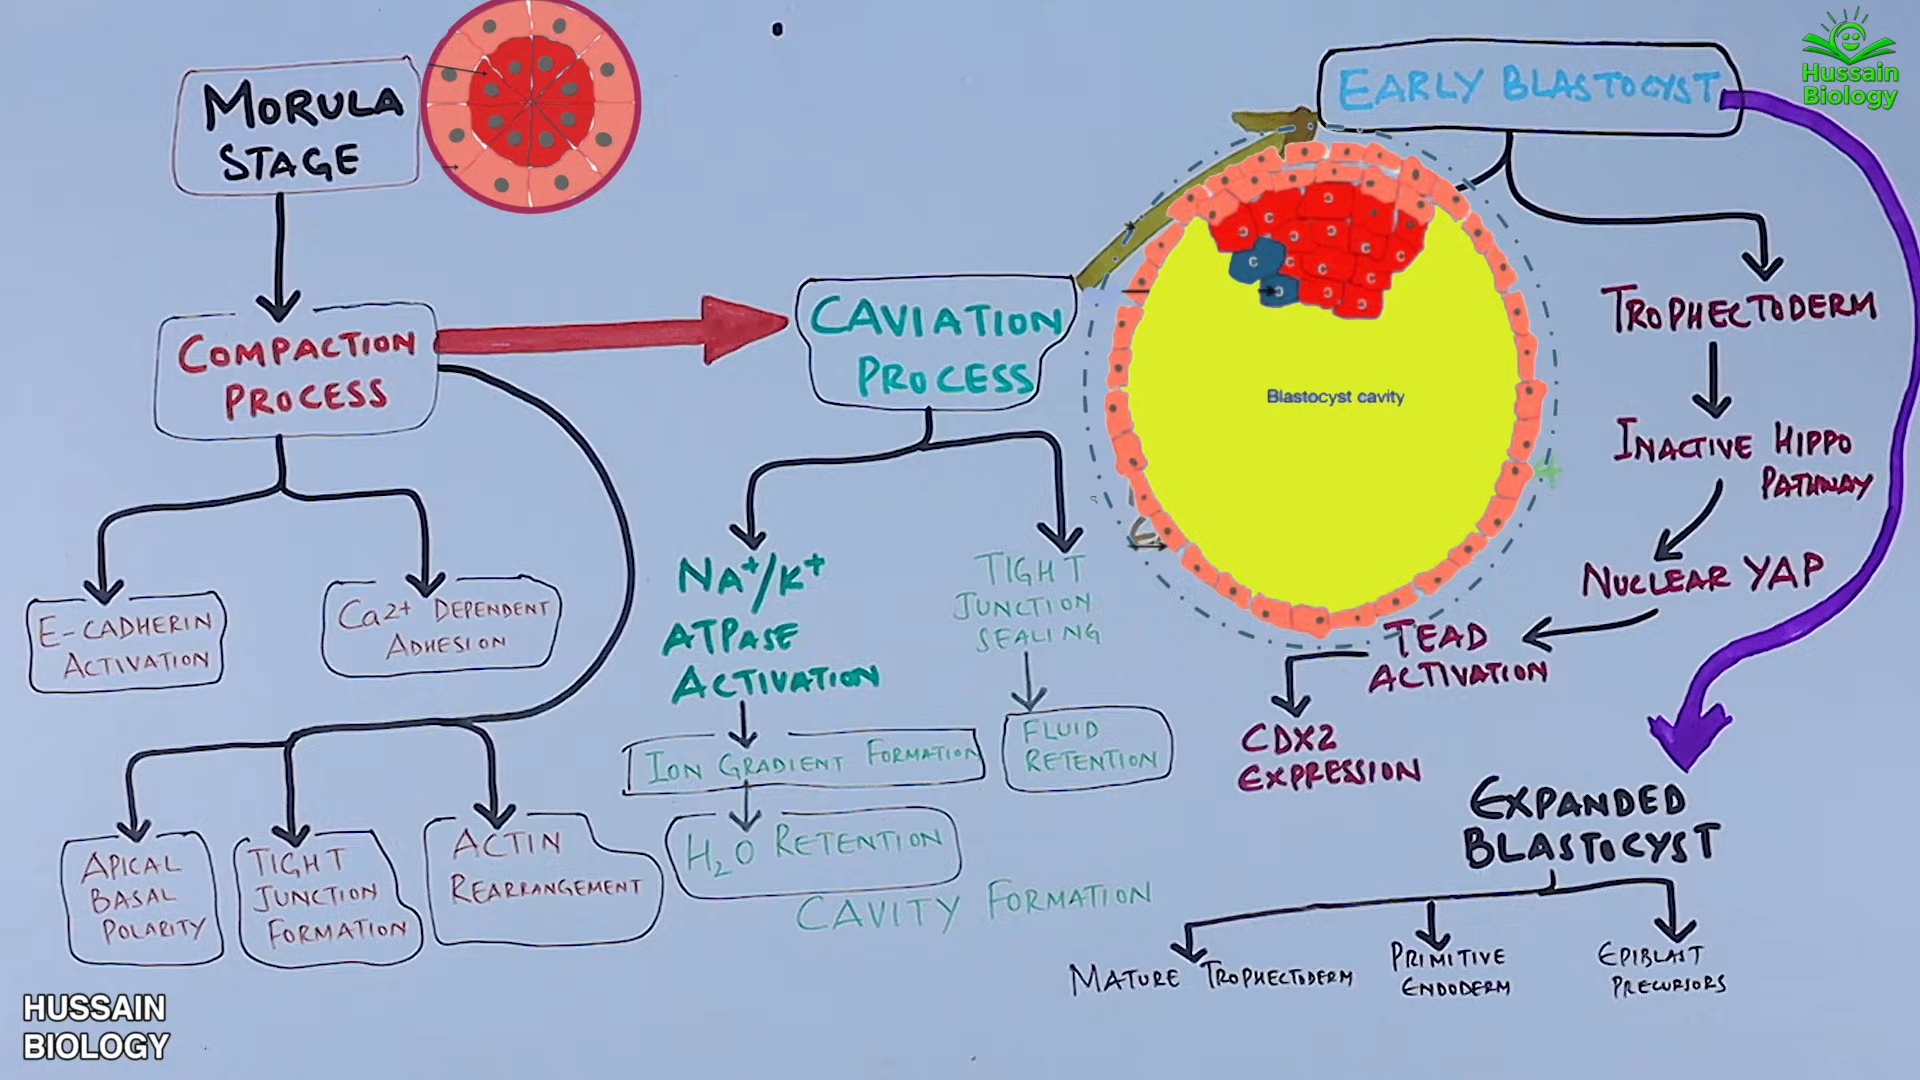 MORULA
STAGE
COMPACTION
PROCESS
E-CADHERIN
ACTIVATION
Ca2+ DEPENDENT
ADHESION
APICAL
BASAL
POLARITY
TIGHT
JUNCTION
FORMATION
ACTIN
REARRANGEMENT
CAVIATION
PROCESS
NA+/K+
ATPASE
ACTIVATION
ION GRADIENT FORMATION
H2O RETENTION
CAVITY FORMATION
TIGHT
JUNCTION
SEALING
FLUID
RETENTION
EARLY BLASTOCYST
Blastocyst cavity
TROPHECTODERM
INACTIVE HIPPO
PATHWAY
NUCLEAR YAP
TEAD
ACTIVATION
CDX2
EXPRESSION
EXPANDED
BLASTOCYST
MATURE TROPHECTODERM
PRIMITIVE
ENDODERM
EPIBLAST
PRECURSORS
Hussain
Biology
HUSSAIN
BIOLOGY